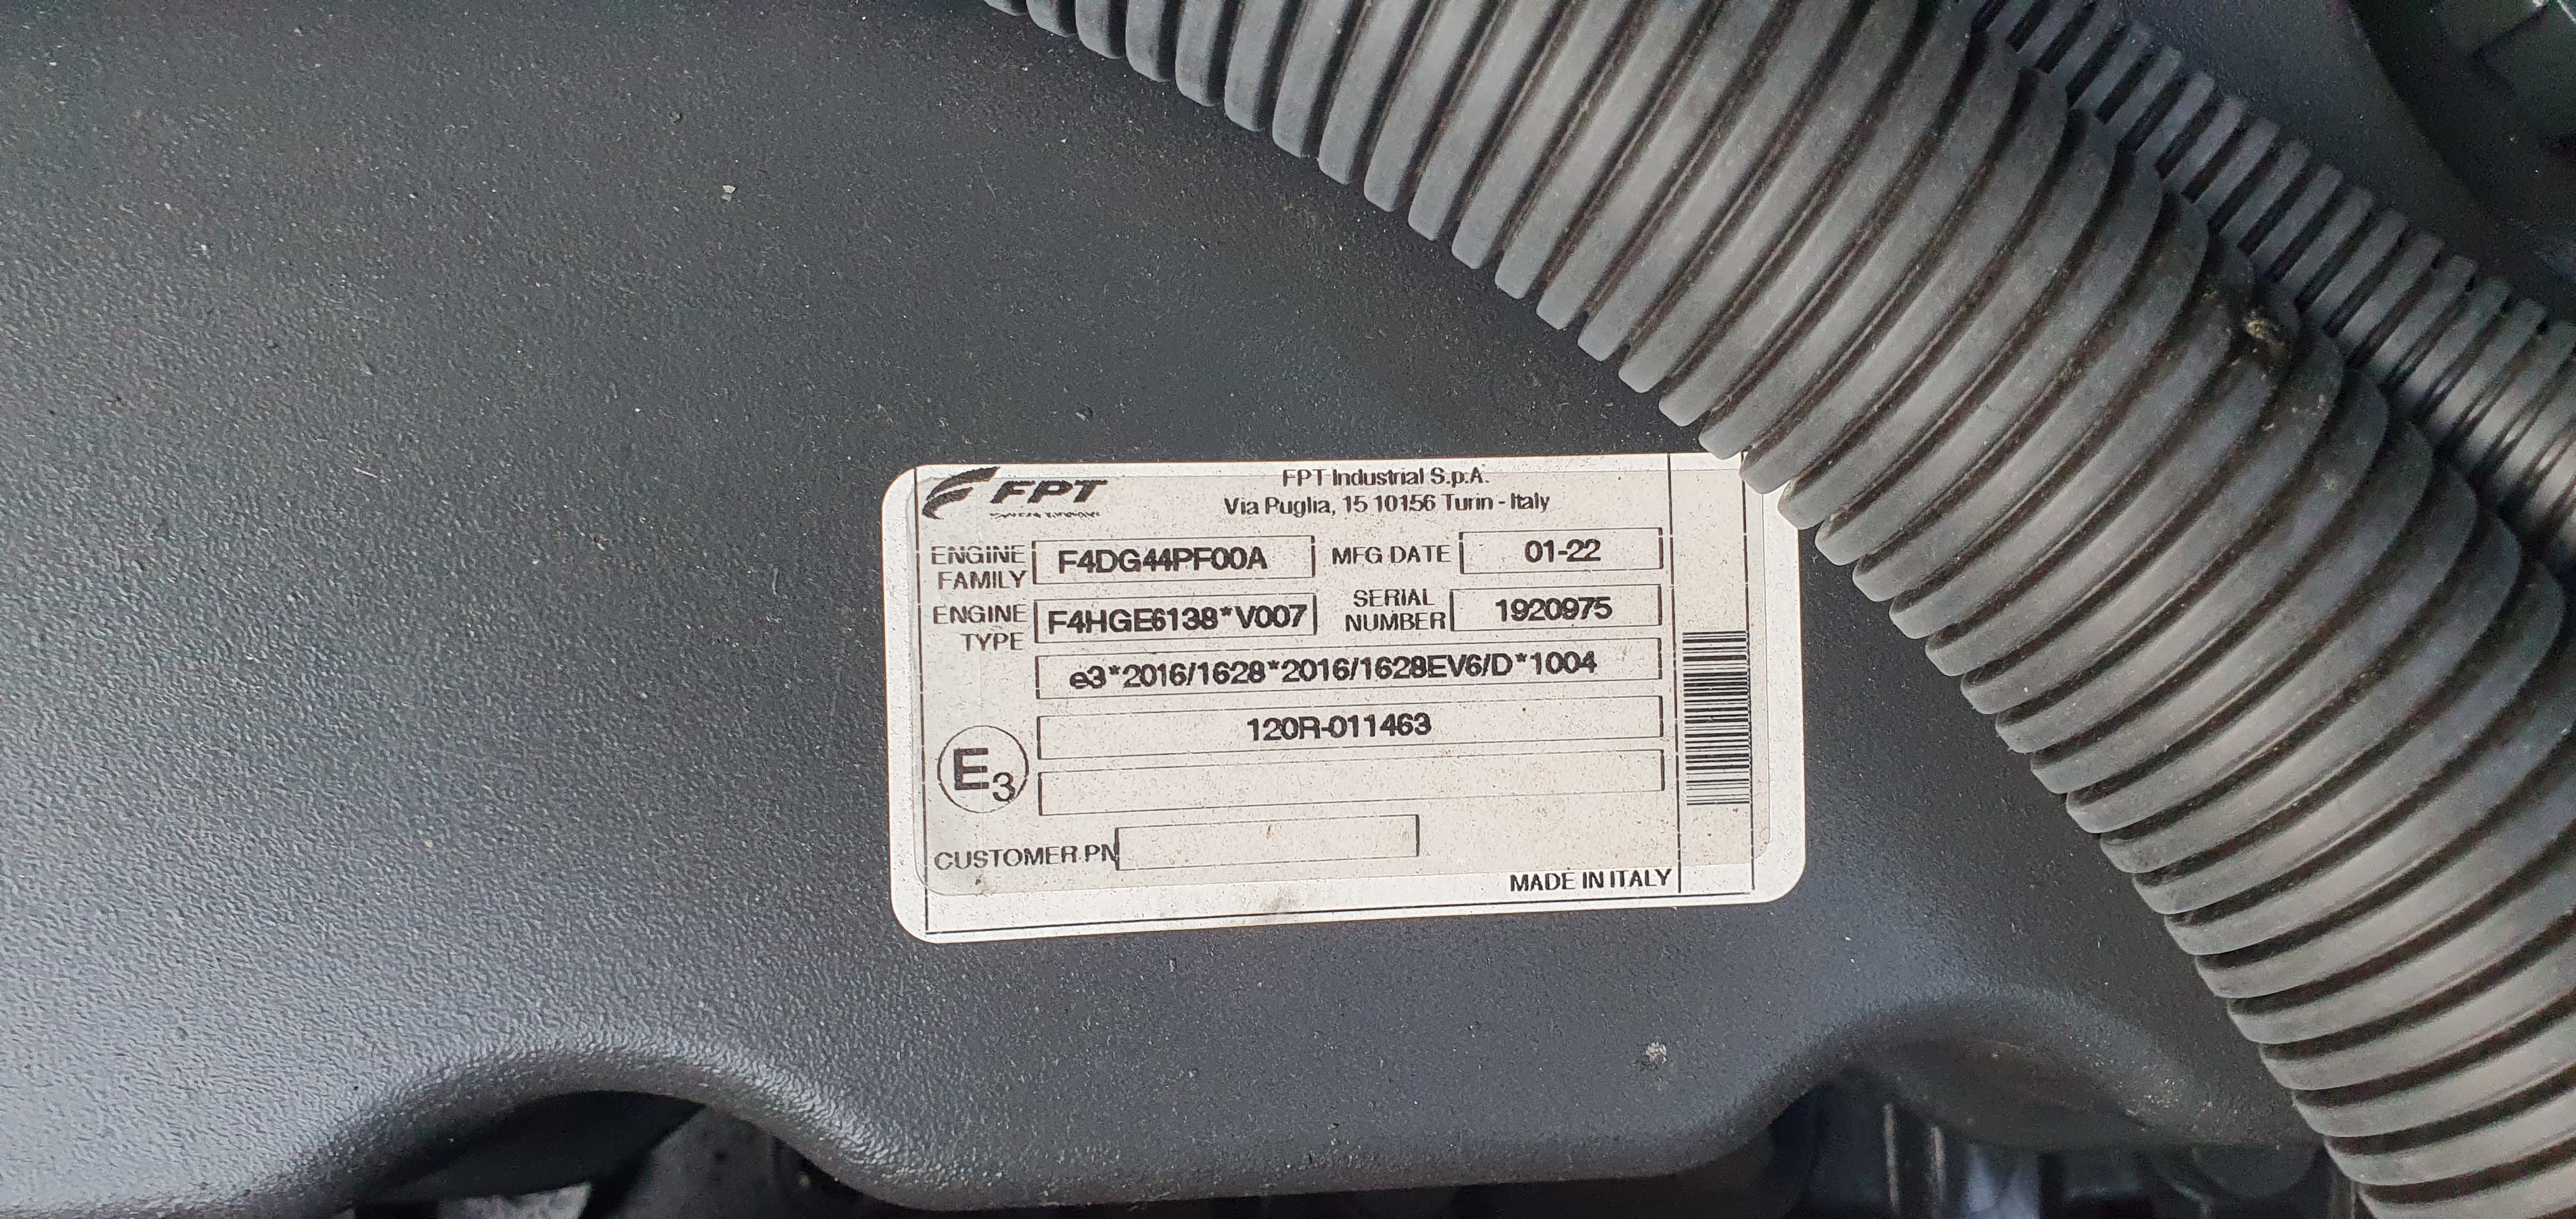 FPT
FPT Industrial S.p.A.
Via Puglia, 15 10156 Turin - Italy
ENGINE FAMILY F4DG44PF00A MFG DATE 01-22
ENGINE TYPE F4HGE6138*V007 SERIAL NUMBER 1920975
e3*2016/1628*2016/1628EV6/D*1004
120R-011463
E3
CUSTOMER PN
MADE IN ITALY